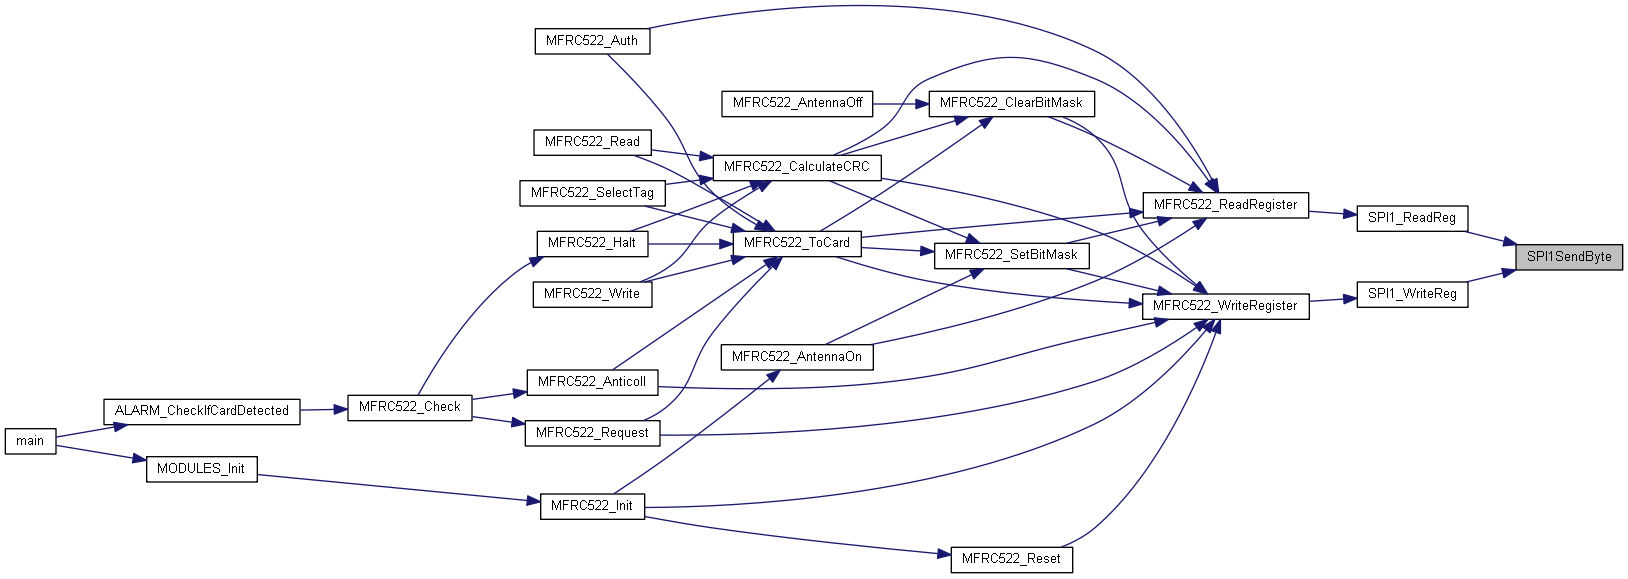 MFRC522_Auth
MFRC522_AntennaOff
MFRC522_ClearBitMask
MFRC522_Read
MFRC522_CalculateCRC
MFRC522_SelectTag
MFRC522_ReadRegister
SPI1_ReadReg
MFRC522_Halt
MFRC522_ToCard
MFRC522_SetBitMask
SPI1SendByte
MFRC522_Write
MFRC522_WriteRegister
SPI1_WriteReg
MFRC522_AntennaOn
MFRC522_Anticoll
ALARM_CheckIfCardDetected
MFRC522_Check
main
MFRC522_Request
MODULES_Init
MFRC522_Init
MFRC522_Reset